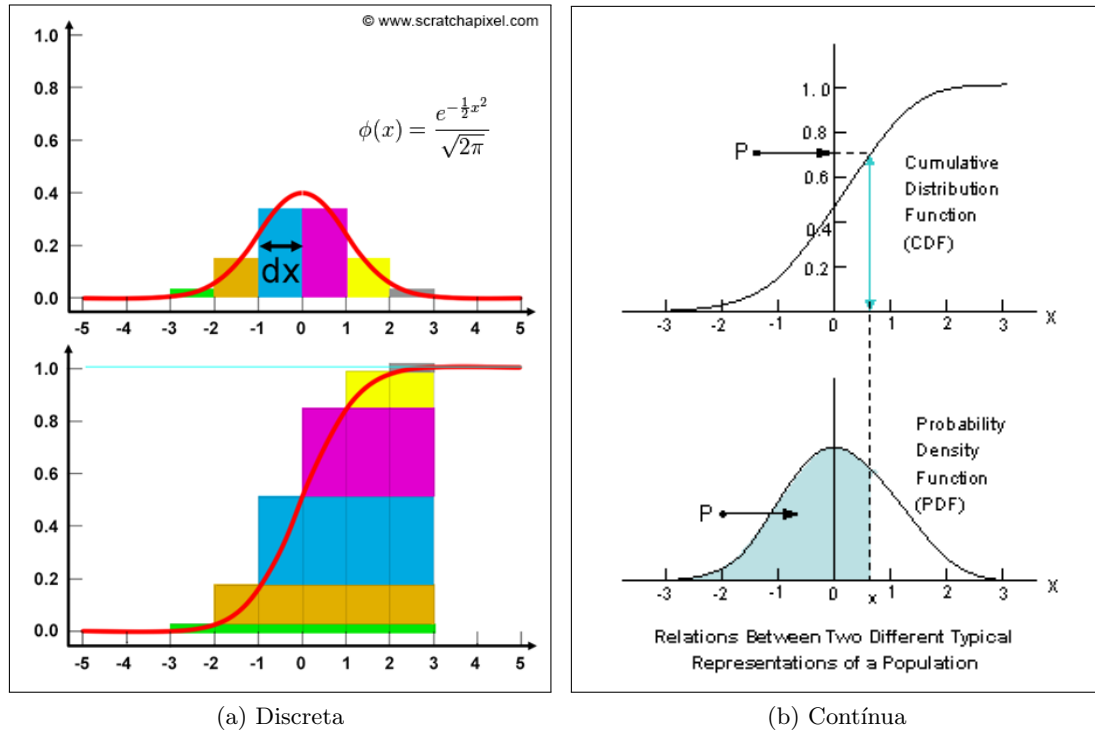 © www.scratchapixel.com
1.0
0.8
0.6
0.4
0.2
0.0
ϕ(x) = e^{-\frac{1}{2}x^2} / √(2π)
dx
-5 -4 -3 -2 -1 0 1 2 3 4 5
1.0
0.8
0.6
0.4
0.2
0.0
-5 -4 -3 -2 -1 0 1 2 3 4 5
(a) Discreta
1.0
0.8
P
0.6
0.4
0.2
Cumulative
Distribution
Function
(CDF)
-3 -2 -1 0 1 2 3 X
Probability
Density
Function
(PDF)
P
-3 -2 -1 0 x 1 2 3 X
Relations Between Two Different Typical
Representations of a Population
(b) Contínua